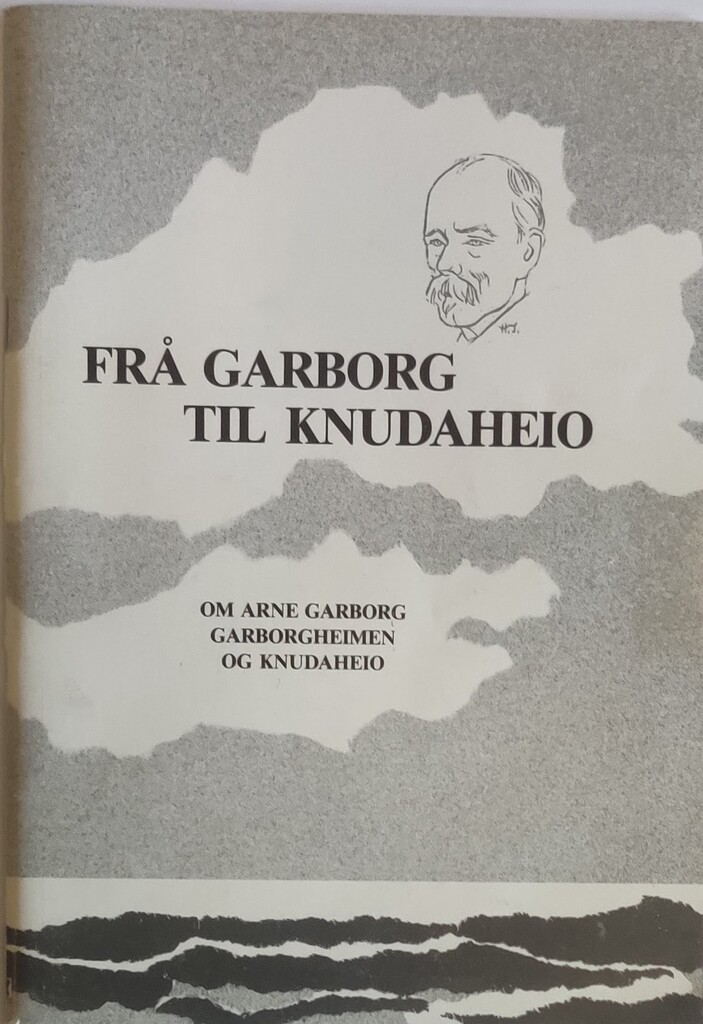 H.J.
FRÅ GARBORG
TIL KNUDAHEIO
OM ARNE GARBORG
GARBORGHEIMEN
OG KNUDAHEIO